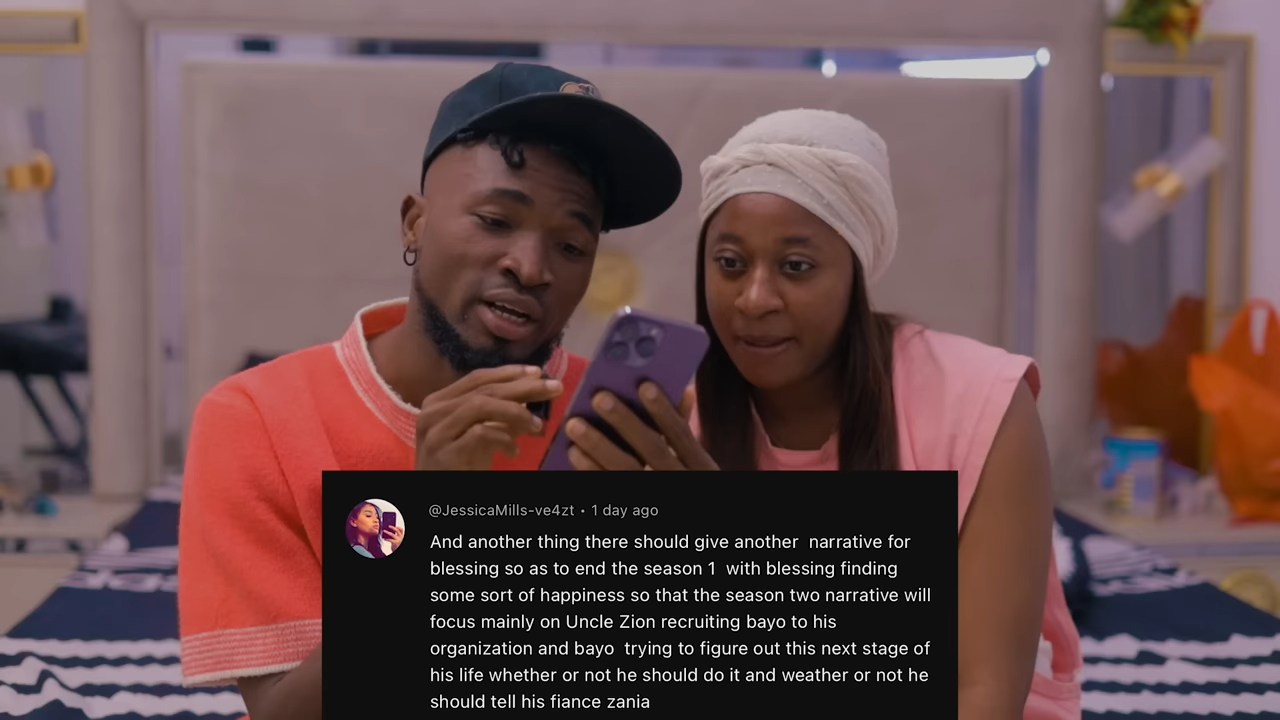 @JessicaMills-ve4zt • 1 day ago
And another thing there should give another  narrative for
blessing so as to end the season 1  with blessing finding
some sort of happiness so that the season two narrative will
focus mainly on Uncle Zion recruiting bayo to his
organization and bayo  trying to figure out this next stage of
his life whether or not he should do it and weather or not he
should tell his fiance zania